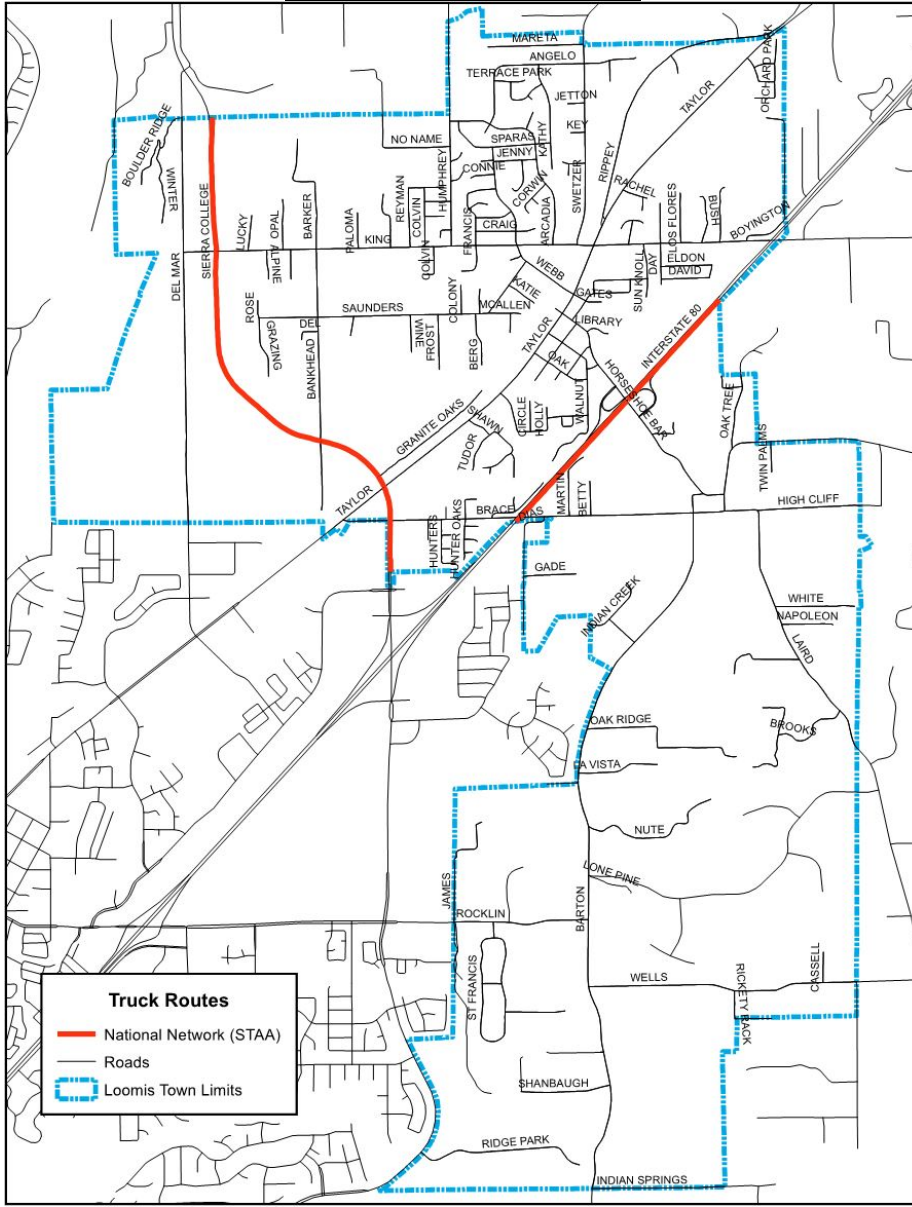 MARETA
ANGELO
TERRACE PARK
ORCHARD PARK
TAYLOR
JETTON
BOULDER RIDGE
KEY
NO NAME
SPARAS
KATHY
JENNY
RIPPEY
CONNIE
WINTER
SIERRA COLLEGE
HUMPHREY
SWETZER
RACHEL
CORWIN
REYMAN
COLVIN
BARKER
LUCKY
TOPO
ALPINE
PALOMA
KING
FRANCIS
CRAIG
ARCADIA
ELOS FLORES
BUSH
BOYINGTON
DEL MAR
COLVIN
WEBB
DAY
ELDON
DAVID
SUN KNOLL
KATIE
GATES
COLONY
MCALLEN
SAUNDERS
ROSE
DEL
LIBRARY
TAYLOR
INTERSTATE 80
GRAZING
BANKHEAD
WINE
FROST
BERG
OAK
HORSESHOE BAR
WALNUT
CIRCLE
HOLLY
OAK TREE
GRANITE OAKS
SHAWN
TUDOR
TWIN PALMS
TAYLOR
MARTIN
BETTY
HIGH CLIFF
BRACE
DIAS
HUNTERS
HUNTER OAKS
GADE
INDIAN CREEK
WHITE
NAPOLEON
LAIRD
OAK RIDGE
BROOKS
LA VISTA
NUTE
LONE PINE
JAMES
ROCKLIN
BARTON
ST FRANCIS
WELLS
RICKETY RACK
CASSELL
SHANBAUGH
RIDGE PARK
INDIAN SPRINGS
Truck Routes
National Network (STAA)
Roads
Loomis Town Limits